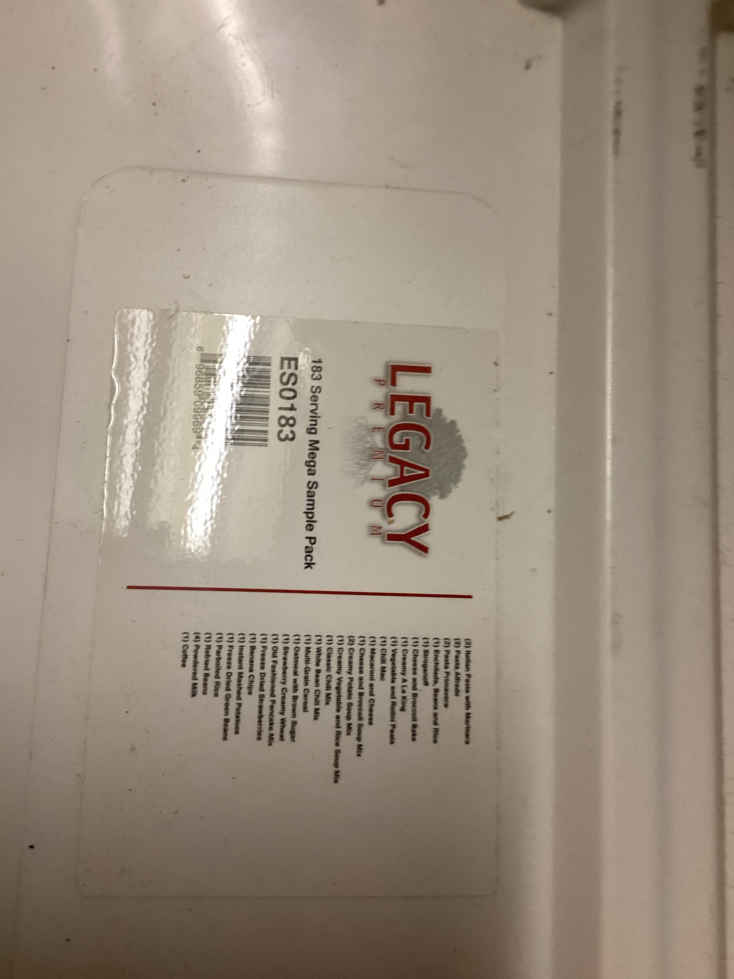 LEGACY
PREMIUM
183 Serving Mega Sample Pack
ES0183
Italian Pasta with Marinara
(2) Pasta Alfredo
(2) Pasta Primavera
(1) Enchilada, Beans and Rice
(1) Stroganoff
(1) Cheese and Broccoli Bake
(1) Creamy A La King
(1) Vegetable and Rotini Pasta
(1) Chili Mac
(1) Macaroni and Cheese
(1) Cheese and Broccoli Soup Mix
(2) Creamy Potato Soup Mix
(1) Creamy Vegetable and Rice Soup Mix
(1) Classic Chili Mix
(1) White Bean Chili Mix
(1) Multi-Grain Cereal
(1) Oatmeal with Brown Sugar
(1) Strawberry Creamy Wheat
(1) Old Fashioned Pancake Mix
(1) Freeze Dried Strawberries
(1) Banana Chips
(1) Instant Mashed Potatoes
(1) Freeze Dried Green Beans
(1) Parboiled Rice
(1) Refried Beans
(4) Powdered Milk
(1) Coffee